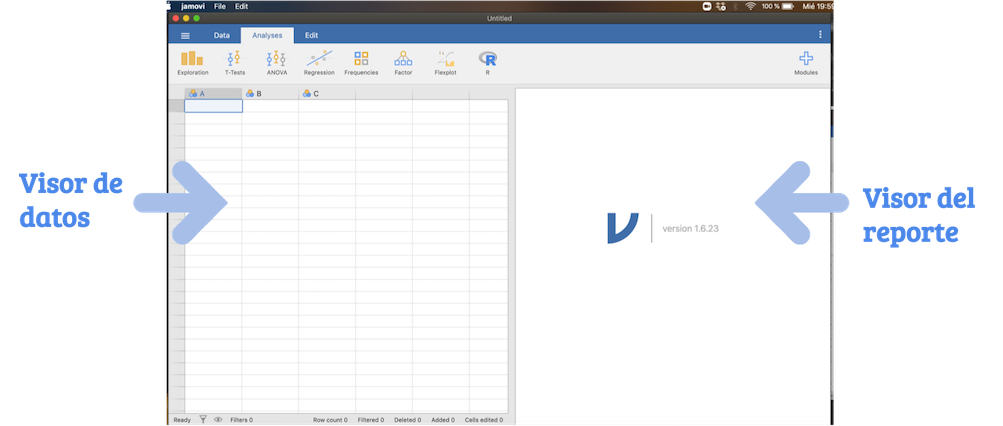 jamovi File Edit 100 % Mié 19:59
Untitled
Data Analyses Edit
Exploration T-Tests ANOVA Regression Frequencies Factor Flexplot R Modules
A B C
Visor de
datos
version 1.6.23
Visor del
reporte
Ready Filters 0 Row count 0 Filtered 0 Deleted 0 Added 0 Cells edited 0